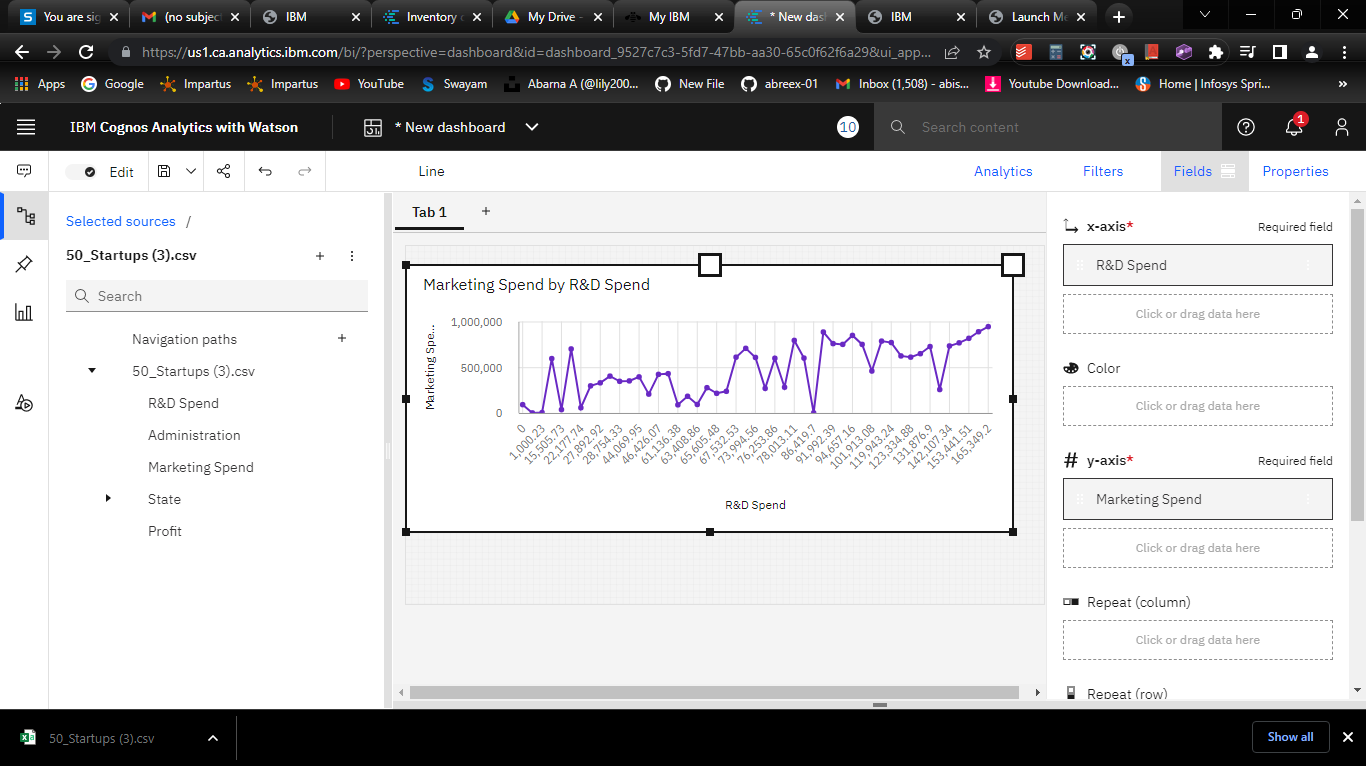 You are sig
(no subjec
IBM
Inventory
My Drive -
My IBM
* New das
IBM
Launch Me
https://us1.ca.analytics.ibm.com/bi/?perspective=dashboard&id=dashboard_9527c7c3-5fd7-47bb-aa30-65c0f62f6a29&ui_app...
Apps
Google
Impartus
Impartus
YouTube
Swayam
Abarna A (@lily200...
New File
abreex-01
Inbox (1,508) - abis...
Youtube Download...
Home | Infosys Spri...
»
IBM Cognos Analytics with Watson
* New dashboard
10
Search content
1
Edit
Line
Analytics
Filters
Fields
Properties
Selected sources /
50_Startups (3).csv
Search
Navigation paths
50_Startups (3).csv
R&D Spend
Administration
Marketing Spend
State
Profit
Tab 1
Marketing Spend by R&D Spend
Marketing Spe...
1,000,000
500,000
0
0
1,000.23
15,505.73
22,177.74
27,892.92
28,754.33
44,069.95
46,426.07
61,136.38
63,408.86
65,605.48
67,532.53
73,994.56
76,253.86
78,013.11
86,419.7
91,992.39
94,657.16
101,913.08
119,943.24
123,334.88
131,876.9
142,107.34
153,441.51
165,349.2
R&D Spend
x-axis*
Required field
R&D Spend
Click or drag data here
Color
Click or drag data here
y-axis*
Required field
Marketing Spend
Click or drag data here
Repeat (column)
Click or drag data here
Repeat (row)
50_Startups (3).csv
Show all